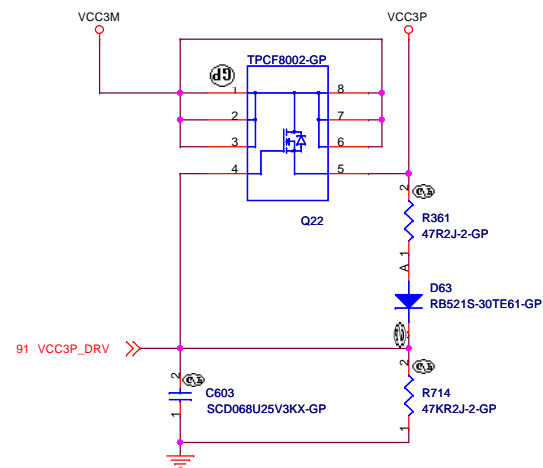 VCC3M
VCC3P
TPCF8002-GP
1
8
2
7
3
6
4
5
Q22
2
R361
47R2J-2-GP
1
A
D63
RB521S-30TE61-GP
91 VCC3P_DRV
2
2
C603
SCD068U25V3KX-GP
R714
47KR2J-2-GP
1
1